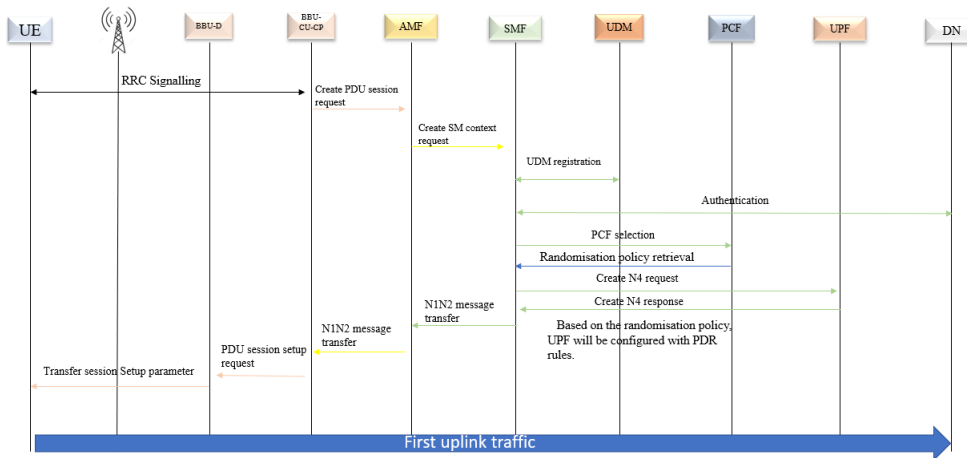 UE
BBU-D
BBU-
CU-CP
AMF
SMF
UDM
PCF
UPF
DN
RRC Signalling
Create PDU session
request
Create SM context
request
UDM registration
Authentication
PCF selection
Randomisation policy retrieval
Create N4 request
Create N4 response
N1N2 message
transfer
Based on the randomisation policy,
UPF will be configured with PDR
rules.
N1N2 message
transfer
PDU session setup
request
Transfer session Setup parameter
First uplink traffic